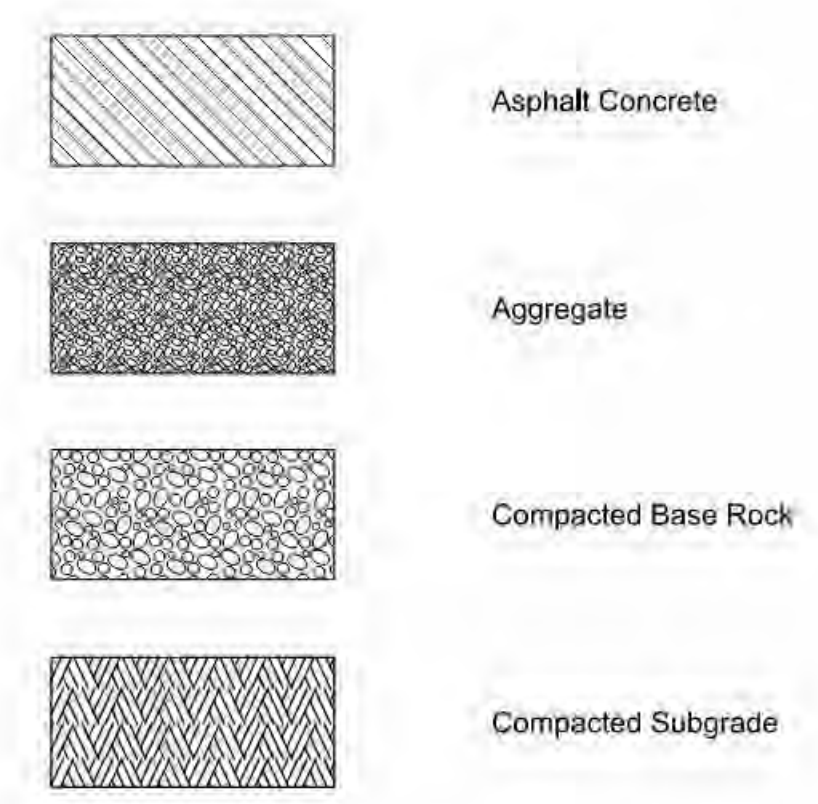 Asphalt Concrete
Aggregate
Compacted Base Rock
Compacted Subgrade